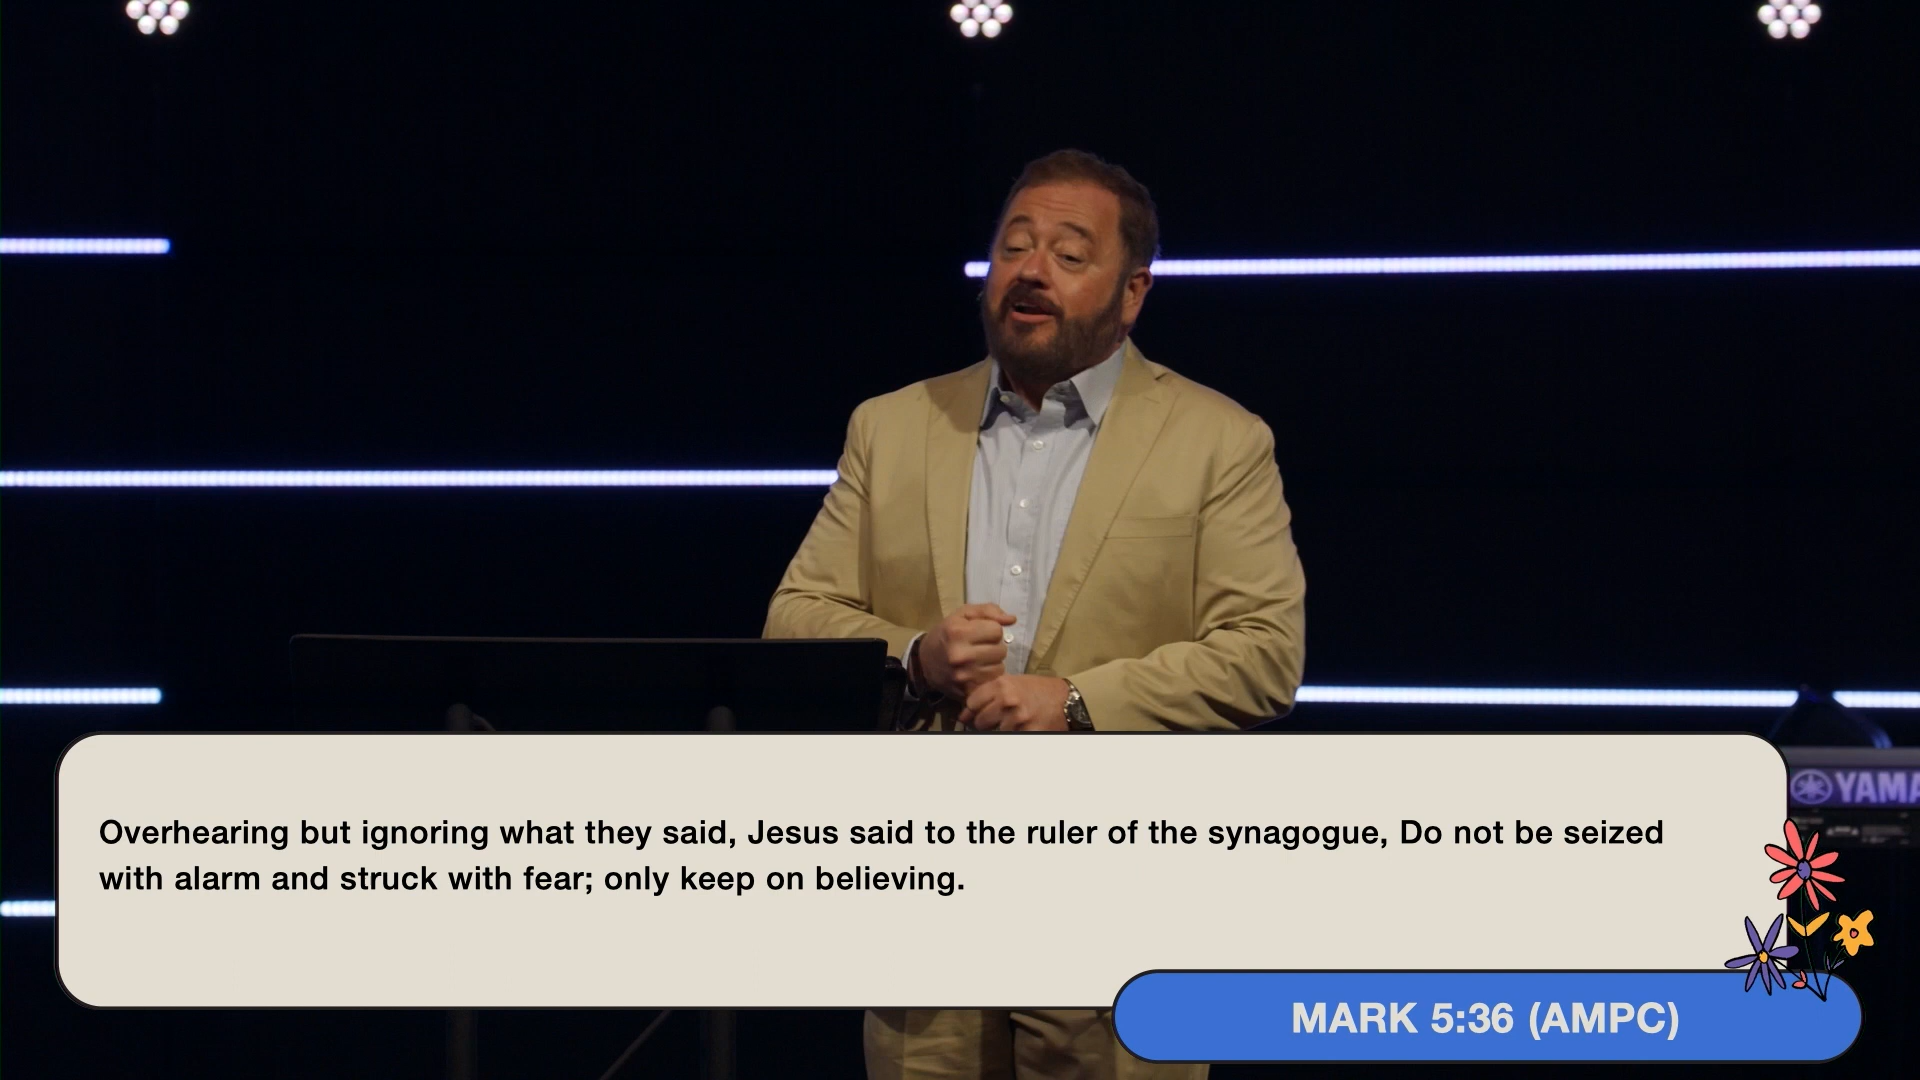 Overhearing but ignoring what they said, Jesus said to the ruler of the synagogue, Do not be seized
with alarm and struck with fear; only keep on believing.
MARK 5:36 (AMPC)